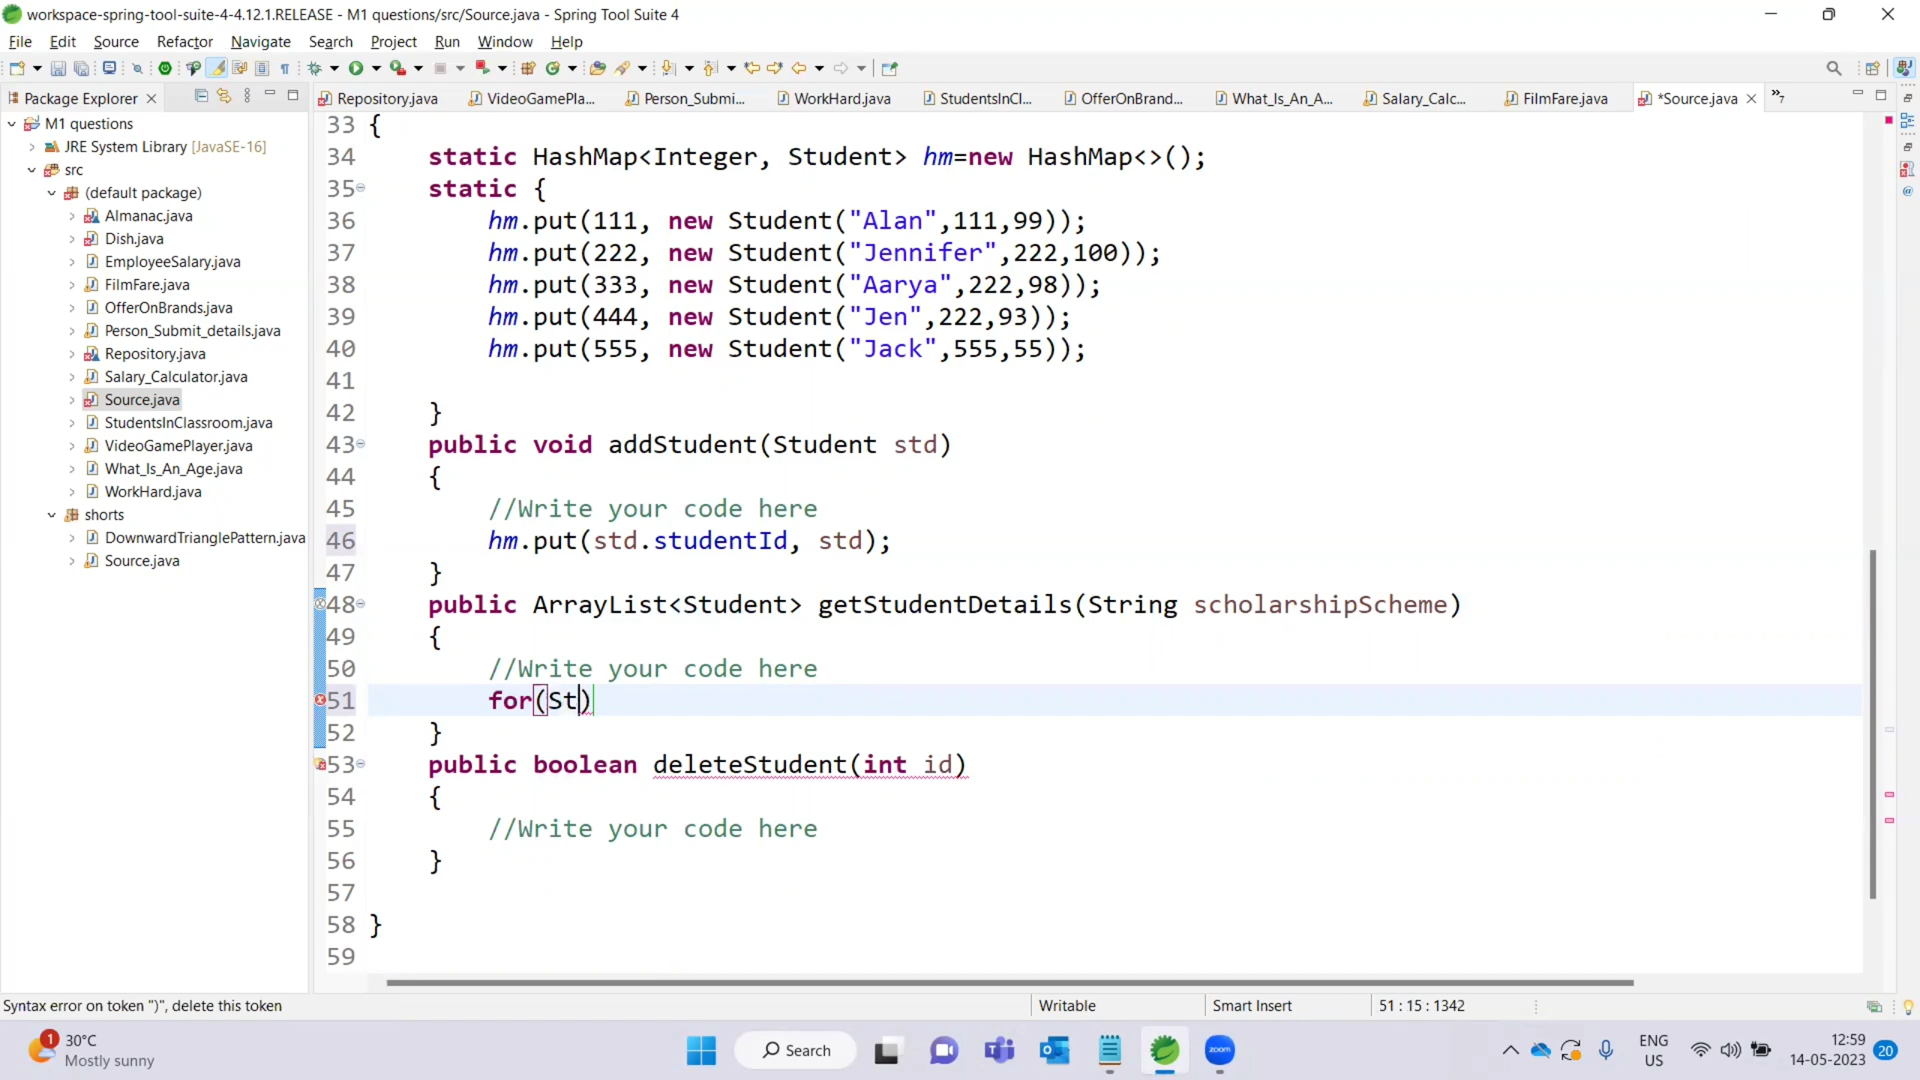 workspace-spring-tool-suite-4-4.12.1.RELEASE - M1 questions/src/Source.java - Spring Tool Suite 4
File Edit Source Refactor Navigate Search Project Run Window Help
Package Explorer
Repository.java VideoGamePla... Person_Submi... WorkHard.java StudentsInCl... OfferOnBrand... What_Is_An_A... Salary_Calc... FilmFare.java *Source.java »7
M1 questions
JRE System Library [JavaSE-16]
src
(default package)
Almanac.java
Dish.java
EmployeeSalary.java
FilmFare.java
OfferOnBrands.java
Person_Submit_details.java
Repository.java
Salary_Calculator.java
Source.java
StudentsInClassroom.java
VideoGamePlayer.java
What_Is_An_Age.java
WorkHard.java
shorts
DownwardTrianglePattern.java
Source.java
33 {
34 static HashMap<Integer, Student> hm=new HashMap<>();
35 static {
36 hm.put(111, new Student("Alan",111,99));
37 hm.put(222, new Student("Jennifer",222,100));
38 hm.put(333, new Student("Aarya",222,98));
39 hm.put(444, new Student("Jen",222,93));
40 hm.put(555, new Student("Jack",555,55));
41
42 }
43 public void addStudent(Student std)
44 {
45 //Write your code here
46 hm.put(std.studentId, std);
47 }
48 public ArrayList<Student> getStudentDetails(String scholarshipScheme)
49 {
50 //Write your code here
51 for(St)
52 }
53 public boolean deleteStudent(int id)
54 {
55 //Write your code here
56 }
57
58 }
59
Syntax error on token ")", delete this token
Writable
Smart Insert
51 : 15 : 1342
1
30°C
Mostly sunny
Search
zoom
ENG
US
12:59
14-05-2023
20